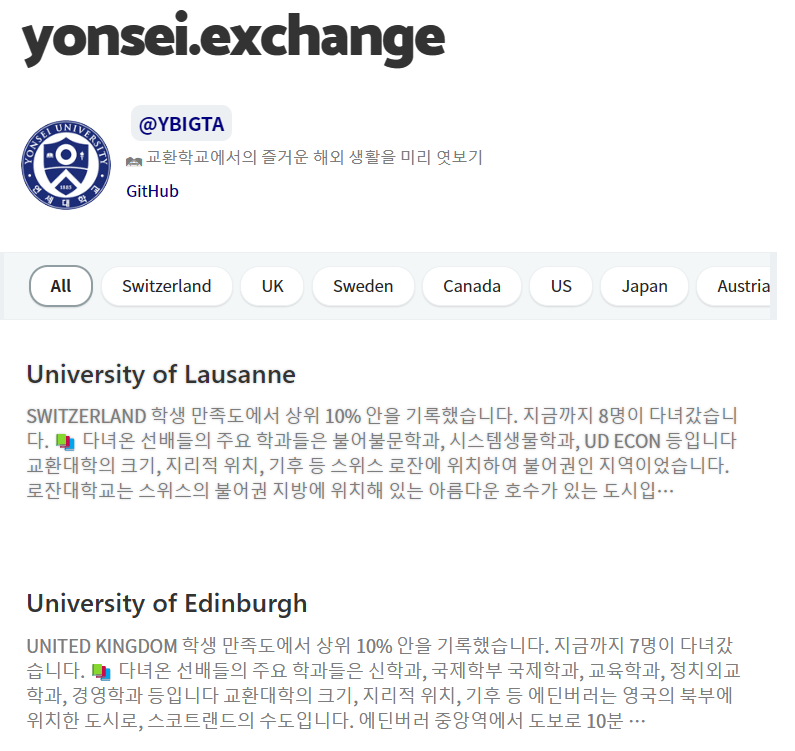 yonsei.exchange
@YBIGTA
교환학교에서의 즐거운 해외 생활을 미리 엿보기
GitHub
YONSEI UNIVERSITY
1885
연세대학교
All Switzerland UK Sweden Canada US Japan Austria
University of Lausanne
SWITZERLAND 학생 만족도에서 상위 10% 안을 기록했습니다. 지금까지 8명이 다녀갔습니
다. 다녀온 선배들의 주요 학과들은 불어불문학과, 시스템생물학과, UD ECON 등입니다
교환대학의 크기, 지리적 위치, 기후 등 스위스 로잔에 위치하여 불어권인 지역이었습니다.
로잔대학교는 스위스의 불어권 지방에 위치해 있는 아름다운 호수가 있는 도시입…
University of Edinburgh
UNITED KINGDOM 학생 만족도에서 상위 10% 안을 기록했습니다. 지금까지 7명이 다녀갔
습니다. 다녀온 선배들의 주요 학과들은 신학과, 국제학부 국제학과, 교육학과, 정치외교
학과, 경영학과 등입니다 교환대학의 크기, 지리적 위치, 기후 등 에딘버러는 영국의 북부에
위치한 도시로, 스코트랜드의 수도입니다. 에딘버러 중앙역에서 도보로 10분 …